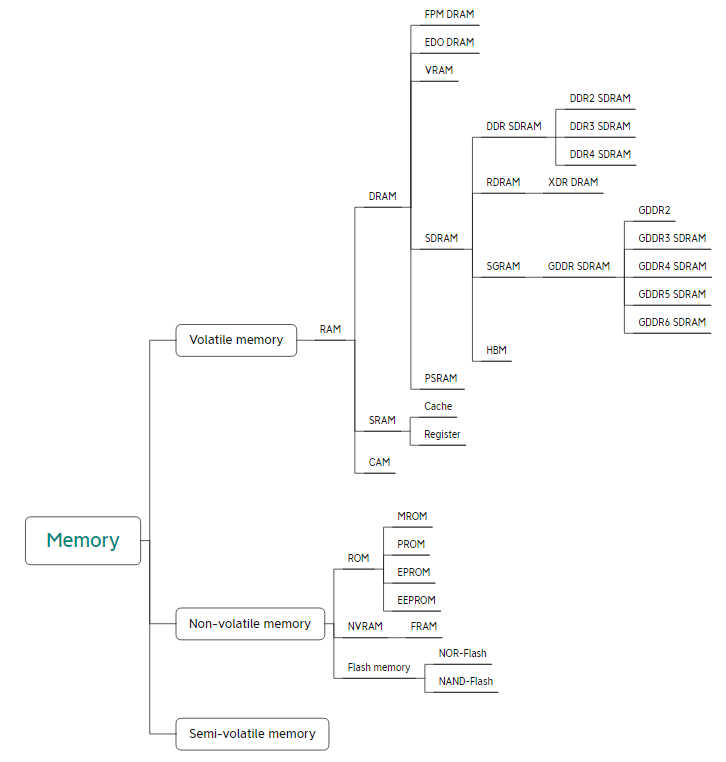 Memory
Volatile memory
RAM
DRAM
FPM DRAM
EDO DRAM
VRAM
SDRAM
DDR SDRAM
DDR2 SDRAM
DDR3 SDRAM
DDR4 SDRAM
RDRAM
XDR DRAM
SGRAM
GDDR SDRAM
GDDR2
GDDR3 SDRAM
GDDR4 SDRAM
GDDR5 SDRAM
GDDR6 SDRAM
HBM
PSRAM
SRAM
Cache
Register
CAM
Non-volatile memory
ROM
MROM
PROM
EPROM
EEPROM
NVRAM
FRAM
Flash memory
NOR-Flash
NAND-Flash
Semi-volatile memory